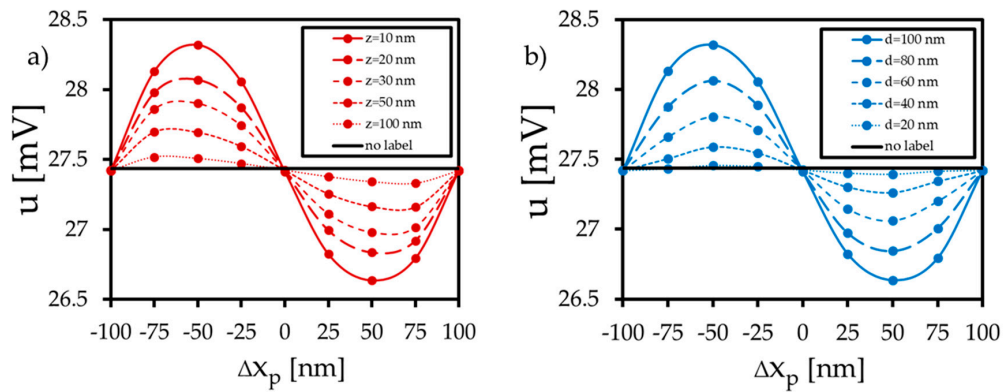 a)
28.5
28
27.5
27
26.5
u [mV]
z=10 nm
z=20 nm
z=30 nm
z=50 nm
z=100 nm
no label
-100 -75 -50 -25 0 25 50 75 100
Δxp [nm]
b)
28.5
28
27.5
27
26.5
u [mV]
d=100 nm
d=80 nm
d=60 nm
d=40 nm
d=20 nm
no label
-100 -75 -50 -25 0 25 50 75 100
Δxp [nm]